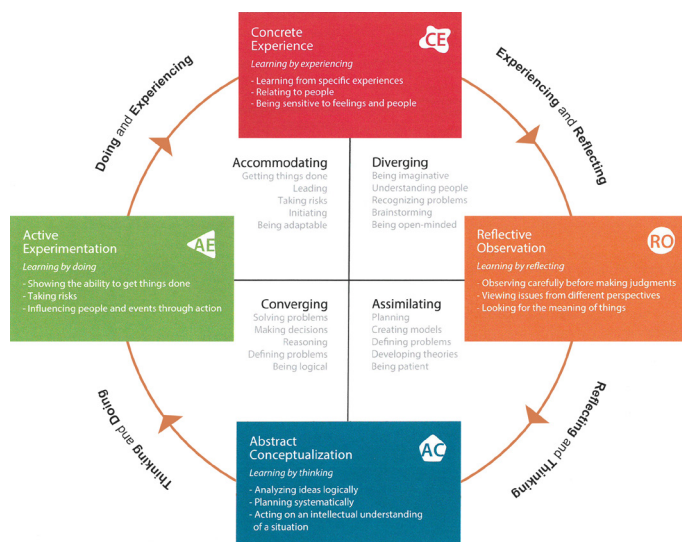 Concrete
Experience
CE
Learning by experiencing
- Learning from specific experiences
- Relating to people
- Being sensitive to feelings and people
Doing and Experiencing
Experiencing and Reflecting
Accommodating
Getting things done
Leading
Taking risks
Initiating
Being adaptable
Diverging
Being imaginative
Understanding people
Recognizing problems
Brainstorming
Being open-minded
Active
Experimentation
AE
Learning by doing
- Showing the ability to get things done
- Taking risks
- Influencing people and events through action
Reflective
Observation
RO
Learning by reflecting
- Observing carefully before making judgments
- Viewing issues from different perspectives
- Looking for the meaning of things
Converging
Solving problems
Making decisions
Reasoning
Defining problems
Being logical
Assimilating
Planning
Creating models
Defining problems
Developing theories
Being patient
Thinking and Doing
Reflecting and Thinking
Abstract
Conceptualization
AC
Learning by thinking
- Analyzing ideas logically
- Planning systematically
- Acting on an intellectual understanding
of a situation